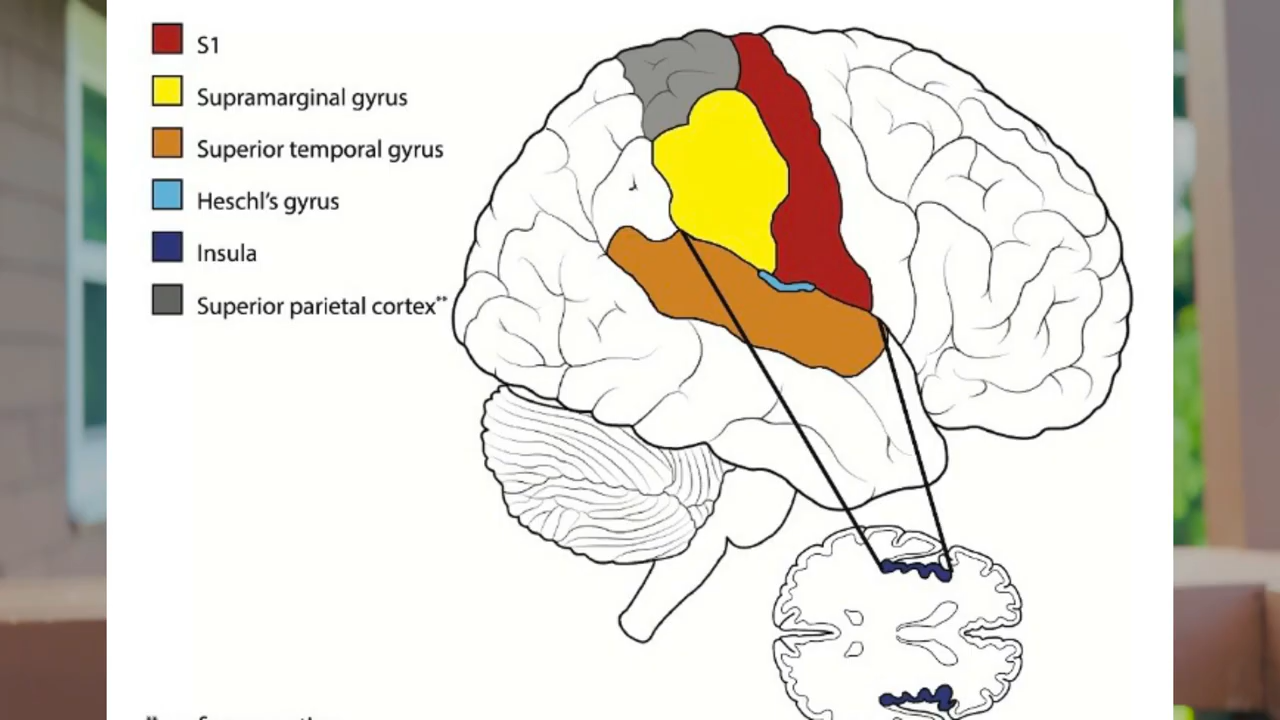 S1
Supramarginal gyrus
Superior temporal gyrus
Heschl's gyrus
Insula
Superior parietal cortex**